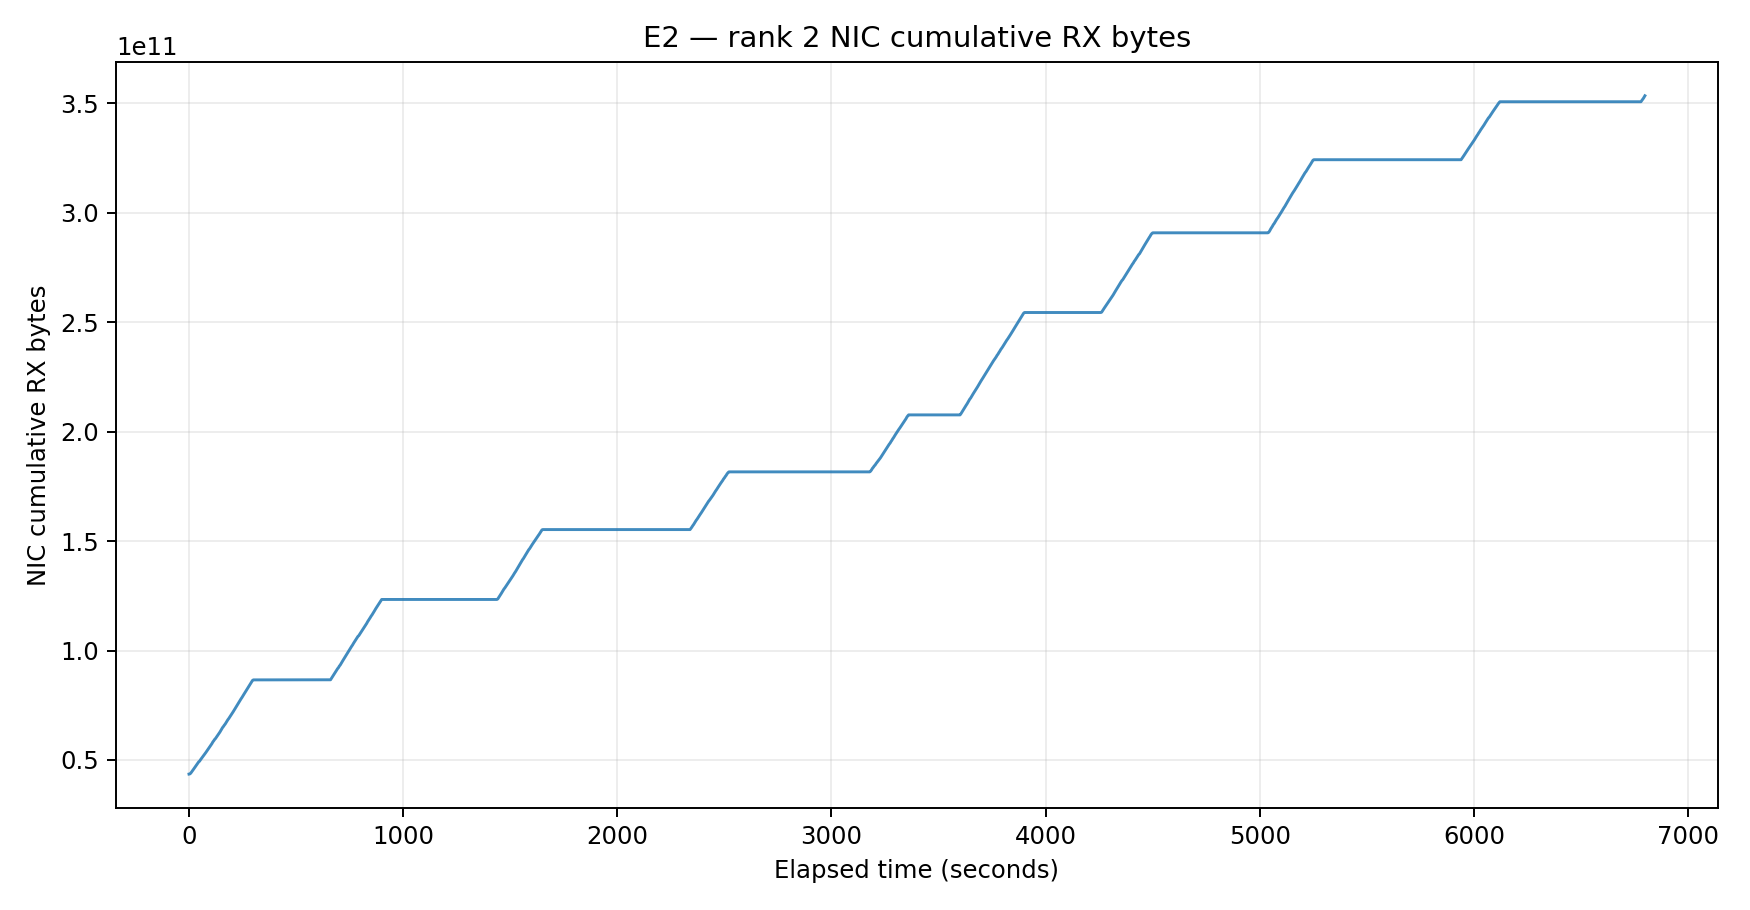 E2 — rank 2 NIC cumulative RX bytes
1e11
3.5
3.0
2.5
2.0
1.5
1.0
0.5
NIC cumulative RX bytes
0 1000 2000 3000 4000 5000 6000 7000
Elapsed time (seconds)